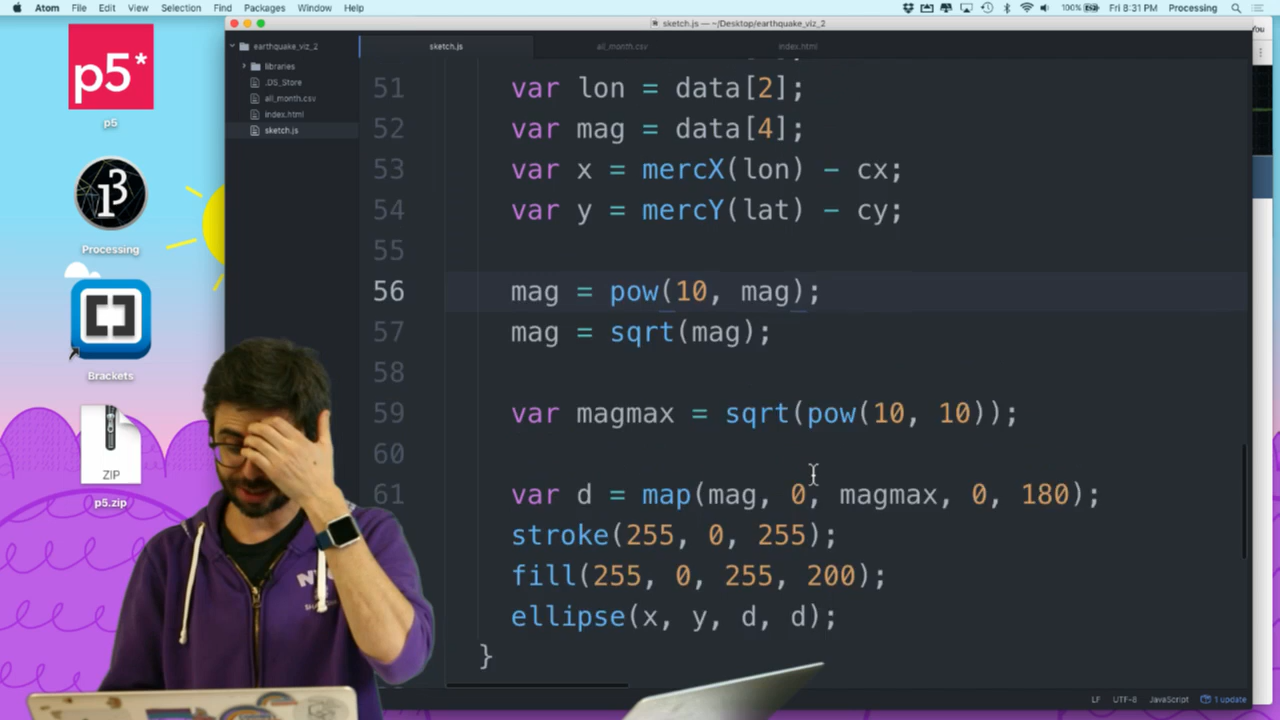 Atom File Edit View Selection Find Packages Window Help
100% Fri 8:31 PM Processing
sketch.js — ~/Desktop/earthquake_viz_2
earthquake_viz_2
libraries
.DS_Store
all_month.csv
index.html
sketch.js
sketch.js all_month.csv index.html
51 var lon = data[2];
52 var mag = data[4];
53 var x = mercX(lon) - cx;
54 var y = mercY(lat) - cy;
55
56 mag = pow(10, mag);
57 mag = sqrt(mag);
58
59 var magmax = sqrt(pow(10, 10));
60
61 var d = map(mag, 0, magmax, 0, 180);
stroke(255, 0, 255);
fill(255, 0, 255, 200);
ellipse(x, y, d, d);
}
LF UTF-8 JavaScript 1 update
p5*
p5
Processing
Brackets
ZIP
p5.zip
You